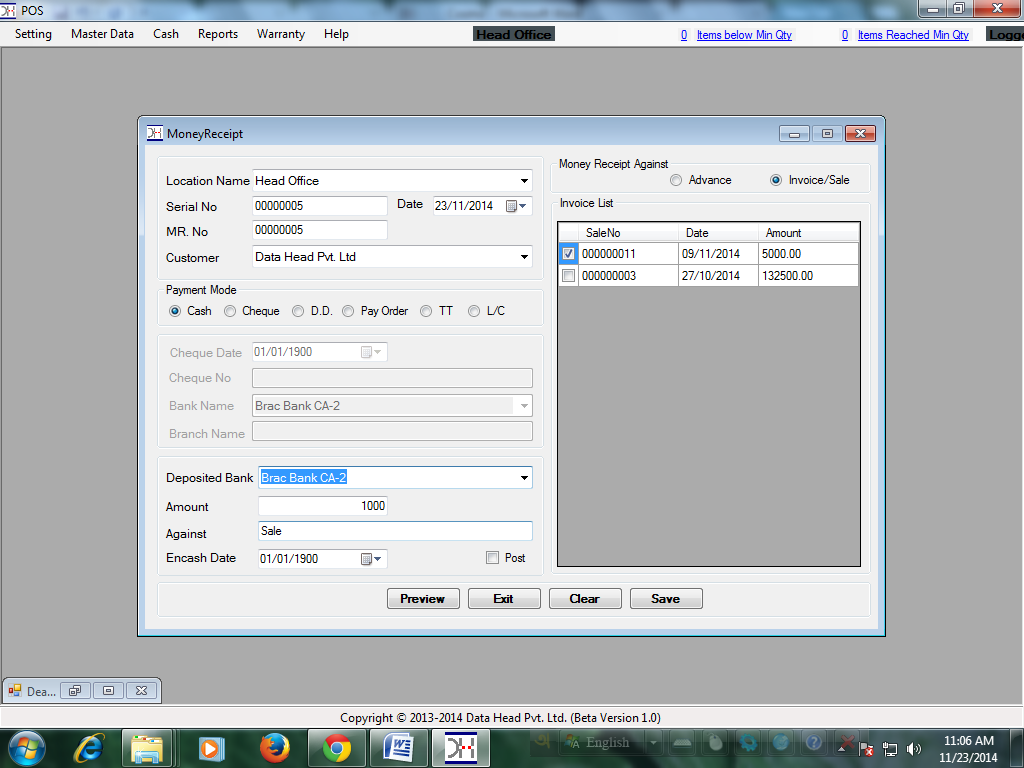 POS
Setting Master Data Cash Reports Warranty Help Head Office 0 Items below Min Qty 0 Items Reached Min Qty Logge
MoneyReceipt
Location Name Head Office
Serial No 00000005 Date 23/11/2014
MR. No 00000005
Customer Data Head Pvt. Ltd
Payment Mode
Cash Cheque D.D. Pay Order TT L/C
Cheque Date 01/01/1900
Cheque No
Bank Name Brac Bank CA-2
Branch Name
Deposited Bank Brac Bank CA-2
Amount 1000
Against Sale
Encash Date 01/01/1900 Post
Money Receipt Against
Advance Invoice/Sale
Invoice List
SaleNo Date Amount
000000011 09/11/2014 5000.00
000000003 27/10/2014 132500.00
Preview Exit Clear Save
Dea...
Copyright © 2013-2014 Data Head Pvt. Ltd. (Beta Version 1.0)
English
11:06 AM
11/23/2014